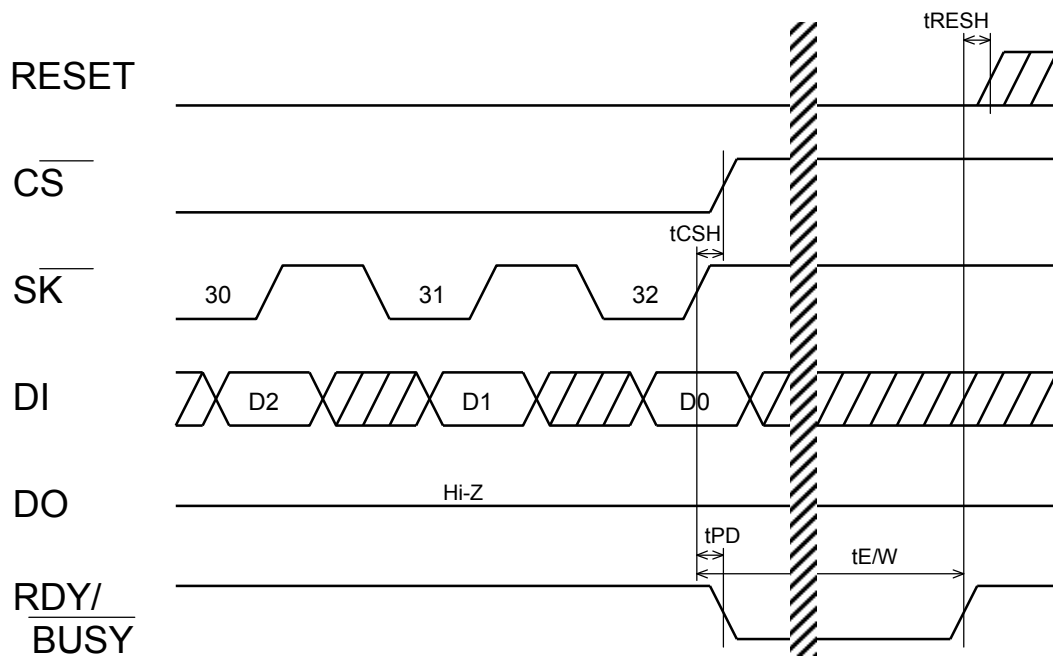 tRESH
RESET
CS
tCSH
SK
30
31
32
DI
D2
D1
D0
DO
Hi-Z
tPD
tE/W
RDY/
BUSY